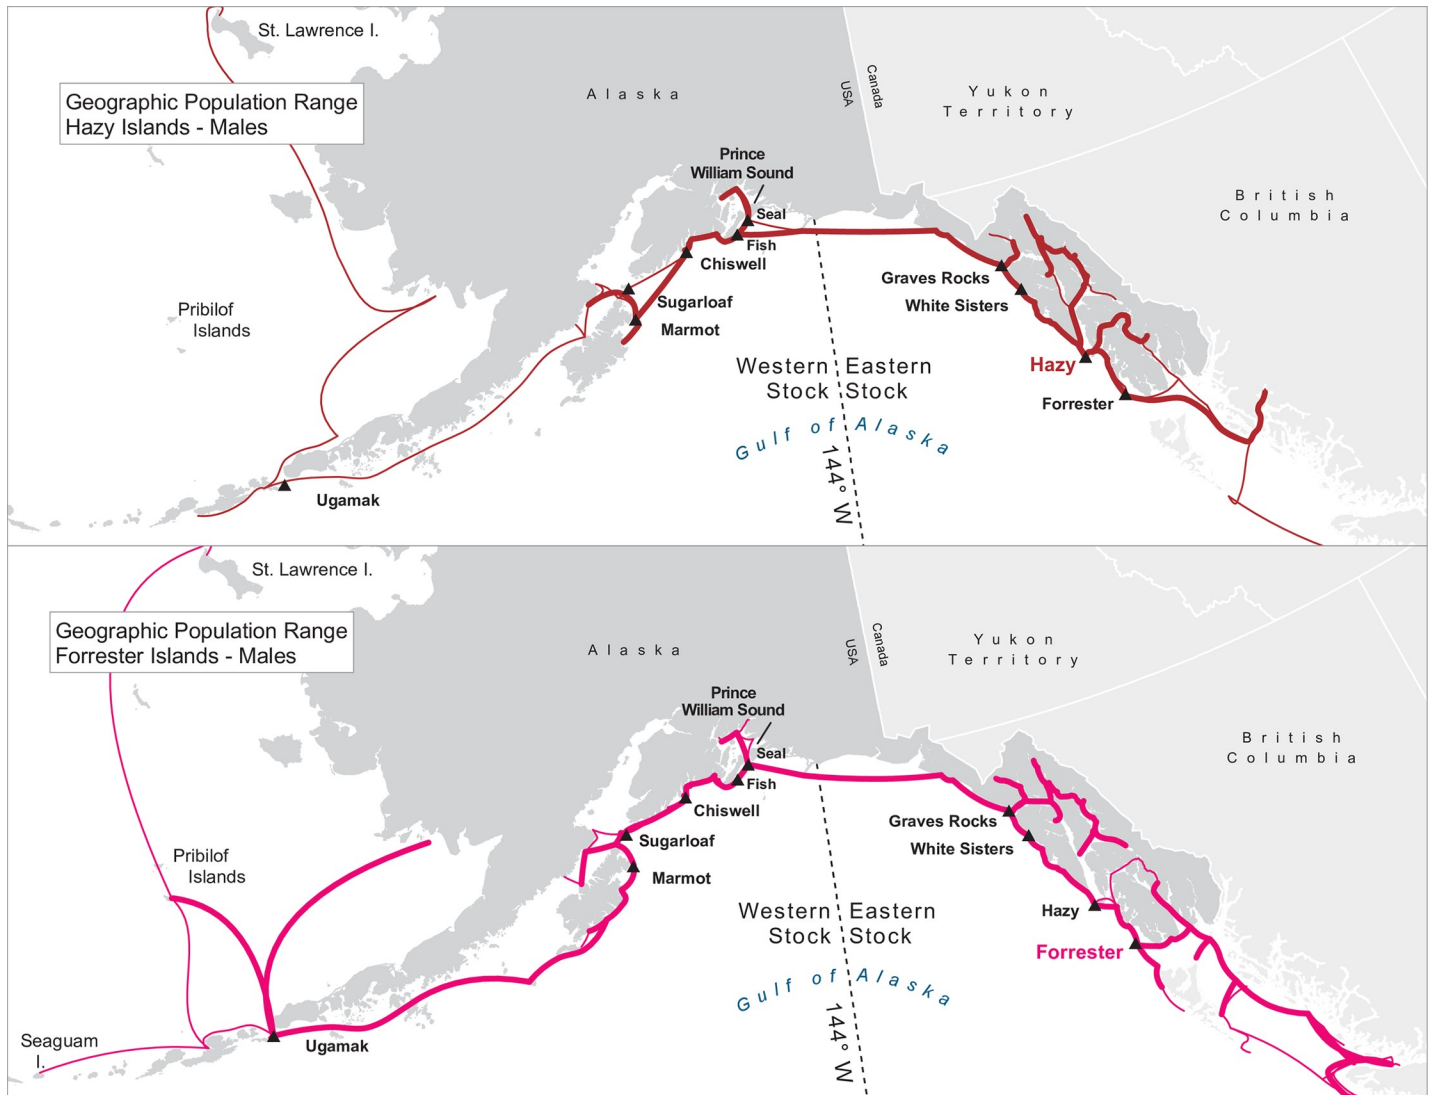 St. Lawrence I.
Geographic Population Range
Hazy Islands - Males
Alaska
USA
Canada
Yukon
Territory
British
Columbia
Prince
William Sound
Seal
Fish
Chiswell
Sugarloaf
Marmot
Graves Rocks
White Sisters
Hazy
Forrester
Pribilof
Islands
Western Eastern
Stock Stock
Gulf of Alaska
144° W
Ugamak
St. Lawrence I.
Geographic Population Range
Forrester Islands - Males
Alaska
USA
Canada
Yukon
Territory
British
Columbia
Prince
William Sound
Seal
Fish
Chiswell
Sugarloaf
Marmot
Graves Rocks
White Sisters
Hazy
Forrester
Pribilof
Islands
Western Eastern
Stock Stock
Gulf of Alaska
144° W
Seaguam
I.
Ugamak